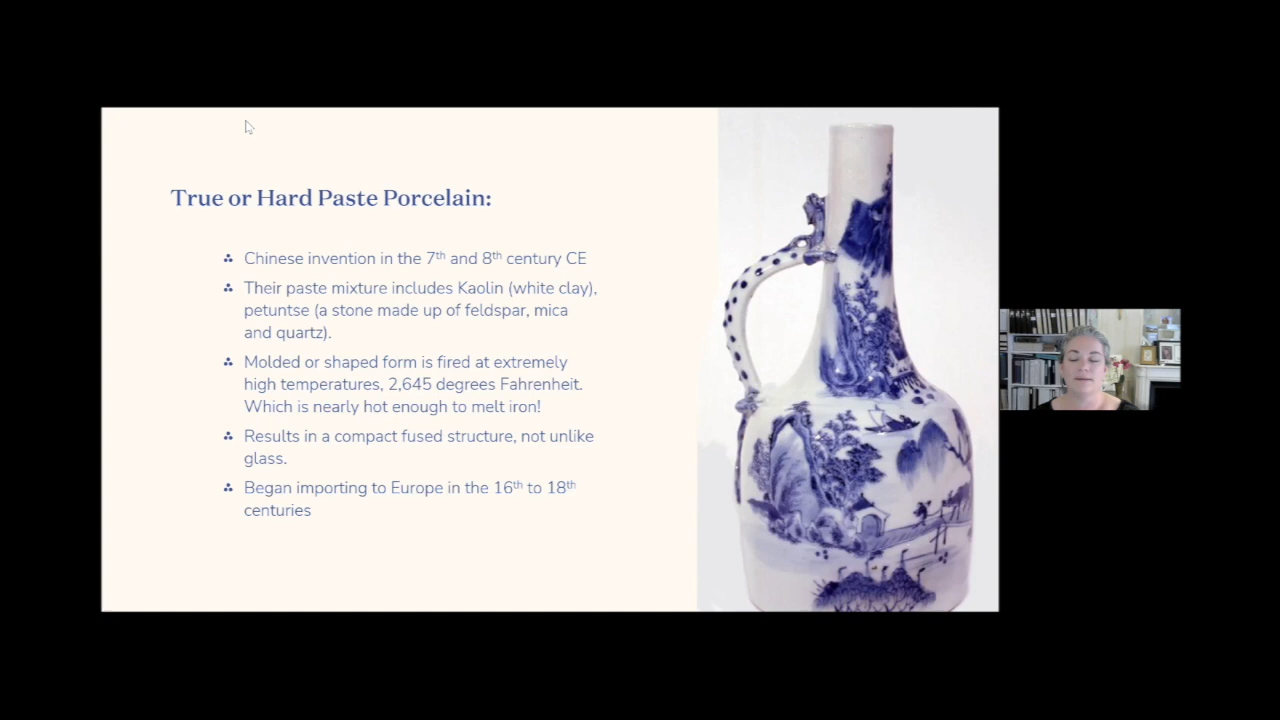 True or Hard Paste Porcelain:
Chinese invention in the 7th and 8th century CE
Their paste mixture includes Kaolin (white clay),
petuntse (a stone made up of feldspar, mica
and quartz).
Molded or shaped form is fired at extremely
high temperatures, 2,645 degrees Fahrenheit.
Which is nearly hot enough to melt iron!
Results in a compact fused structure, not unlike
glass.
Began importing to Europe in the 16th to 18th
centuries